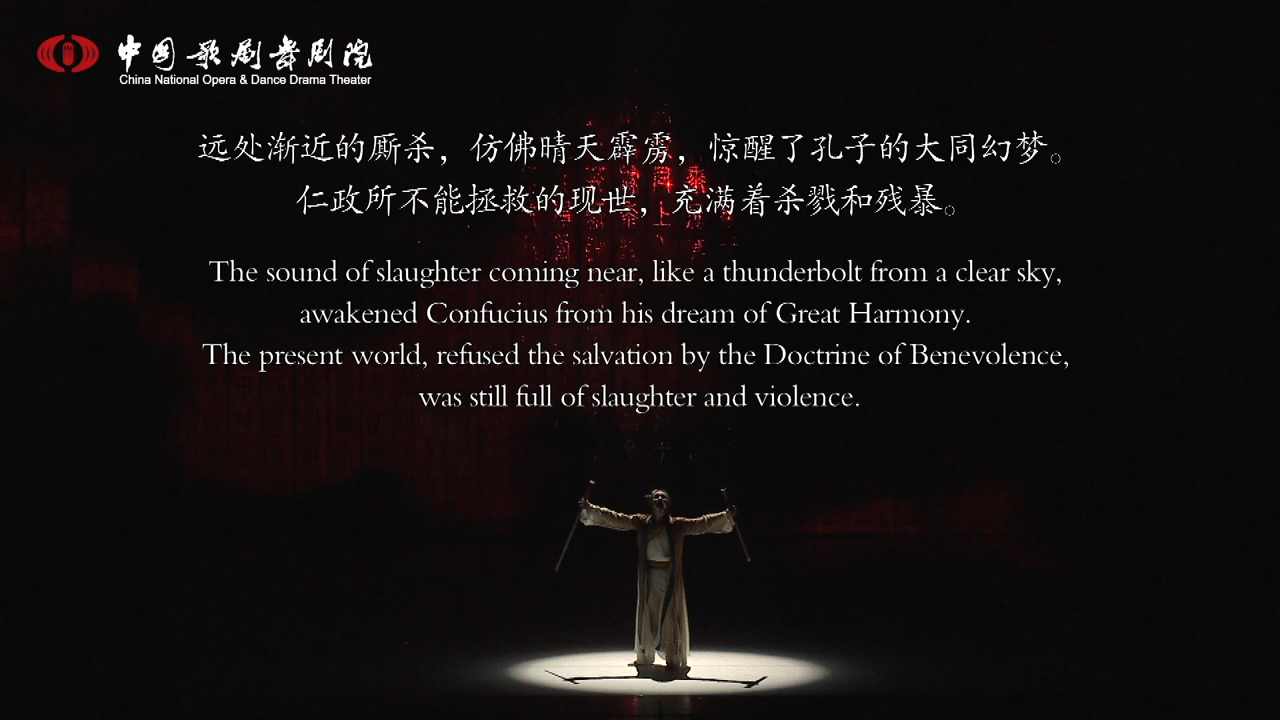 中国歌剧舞剧院
China National Opera & Dance Drama Theater
远处渐近的厮杀，仿佛晴天霹雳，惊醒了孔子的大同幻梦。
仁政所不能拯救的现世，充满着杀戮和残暴。
The sound of slaughter coming near, like a thunderbolt from a clear sky,
awakened Confucius from his dream of Great Harmony.
The present world, refused the salvation by the Doctrine of Benevolence,
was still full of slaughter and violence.